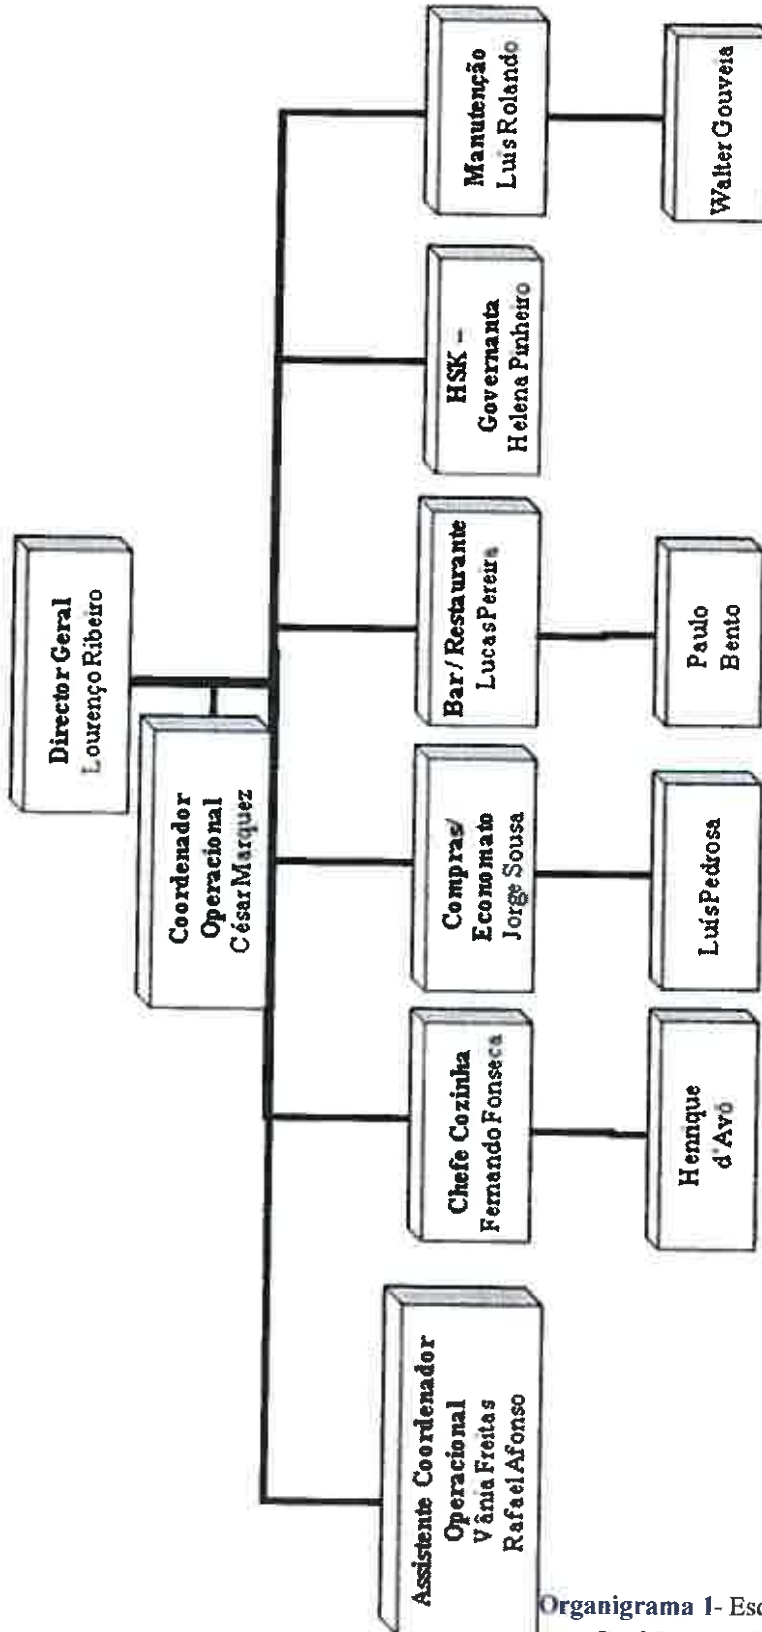 Director Geral
Lourenço Ribeiro
Coordenador
Operacional
César Marquez
Assistente Coordenador
Operacional
Vânia Freitas
Rafael Afonso
Chefe Cozinha
Fernando Fonseca
Compras/
Economato
Jorge Sousa
Bar / Restaurante
Lucas Pereira
HSK –
Governanta
Helena Pinheiro
Manutenção
Luís Rolando
Henrique
d'Avó
Luís Pedrosa
Paulo
Bento
Walter Gouveia
Organigrama 1- Esc